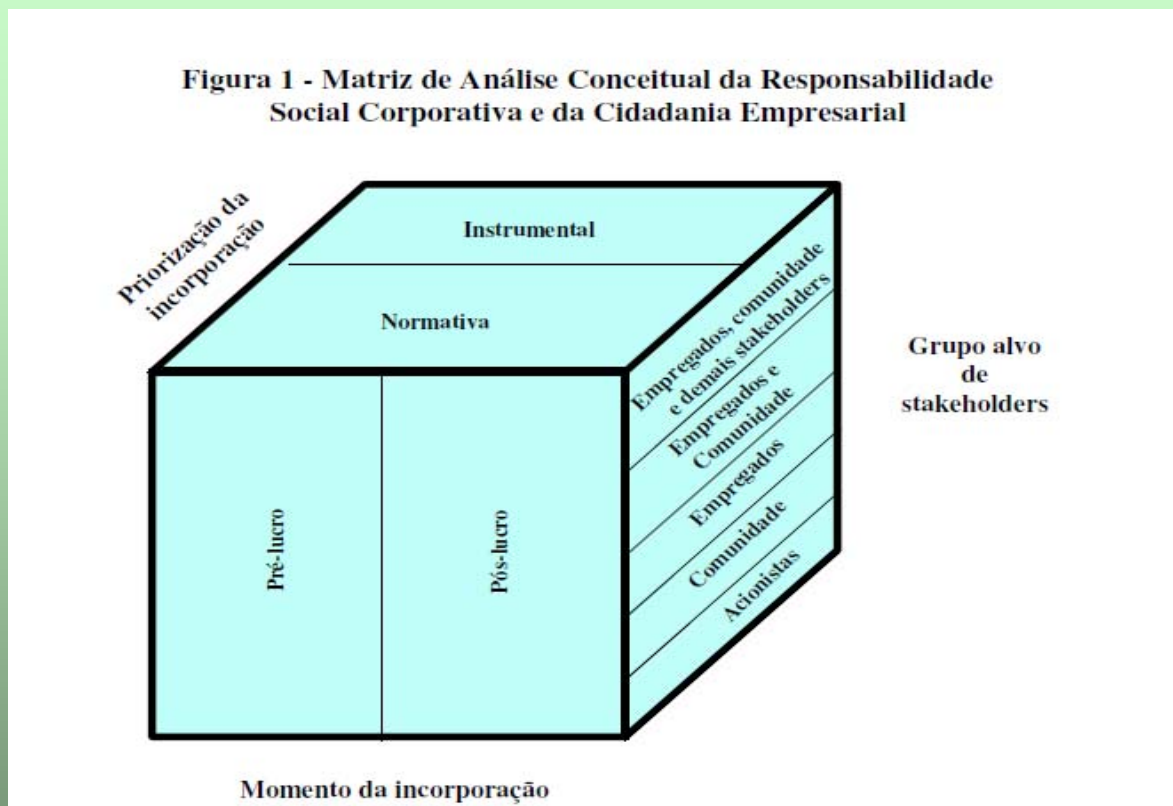 Figura 1 - Matriz de Análise Conceitual da Responsabilidade
Social Corporativa e da Cidadania Empresarial
Priorização da
incorporação
Instrumental
Normativa
Pré-lucro
Pós-lucro
Empregados, comunidade
e demais stakeholders
Empregados e
Comunidade
Empregados
Comunidade
Acionistas
Grupo alvo
de
stakeholders
Momento da incorporação